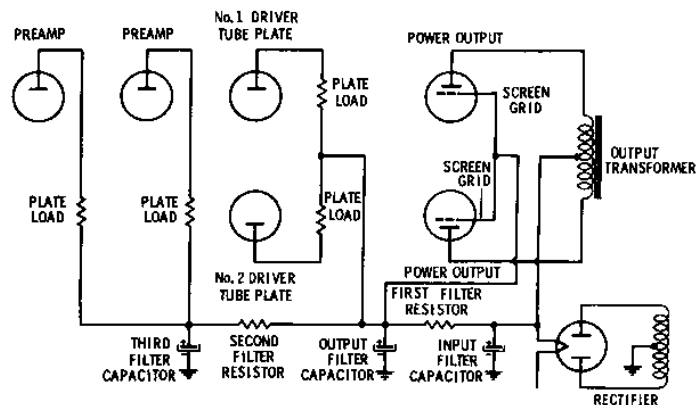 PREAMP
PREAMP
No. 1 DRIVER
TUBE PLATE
POWER OUTPUT
PLATE
LOAD
SCREEN
GRID
OUTPUT
TRANSFORMER
SCREEN
GRID
PLATE
LOAD
PLATE
LOAD
PLATE
LOAD
No. 2 DRIVER
TUBE PLATE
POWER OUTPUT
FIRST FILTER
RESISTOR
THIRD
FILTER
CAPACITOR
SECOND
FILTER
RESISTOR
OUTPUT
FILTER
CAPACITOR
INPUT
FILTER
CAPACITOR
RECTIFIER